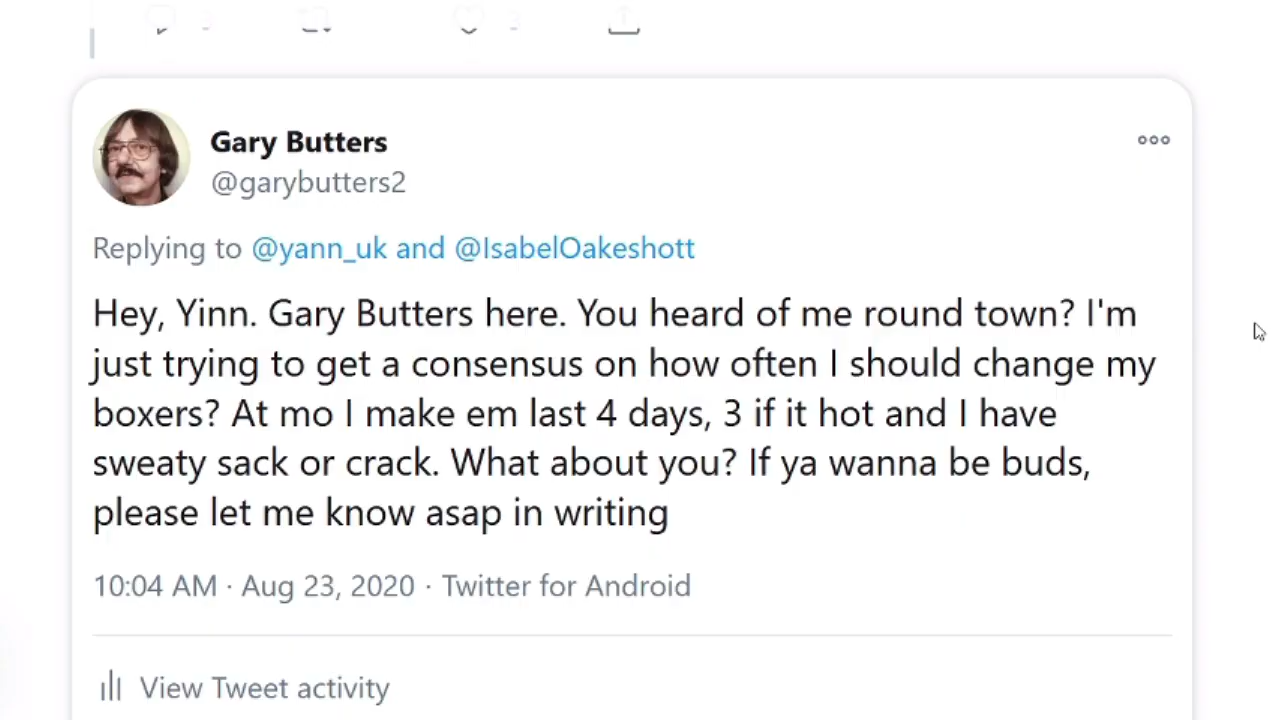 Gary Butters
@garybutters2
Replying to @yann_uk and @IsabelOakeshott
Hey, Yinn. Gary Butters here. You heard of me round town? I'm
just trying to get a consensus on how often I should change my
boxers? At mo I make em last 4 days, 3 if it hot and I have
sweaty sack or crack. What about you? If ya wanna be buds,
please let me know asap in writing
10:04 AM · Aug 23, 2020 · Twitter for Android
View Tweet activity